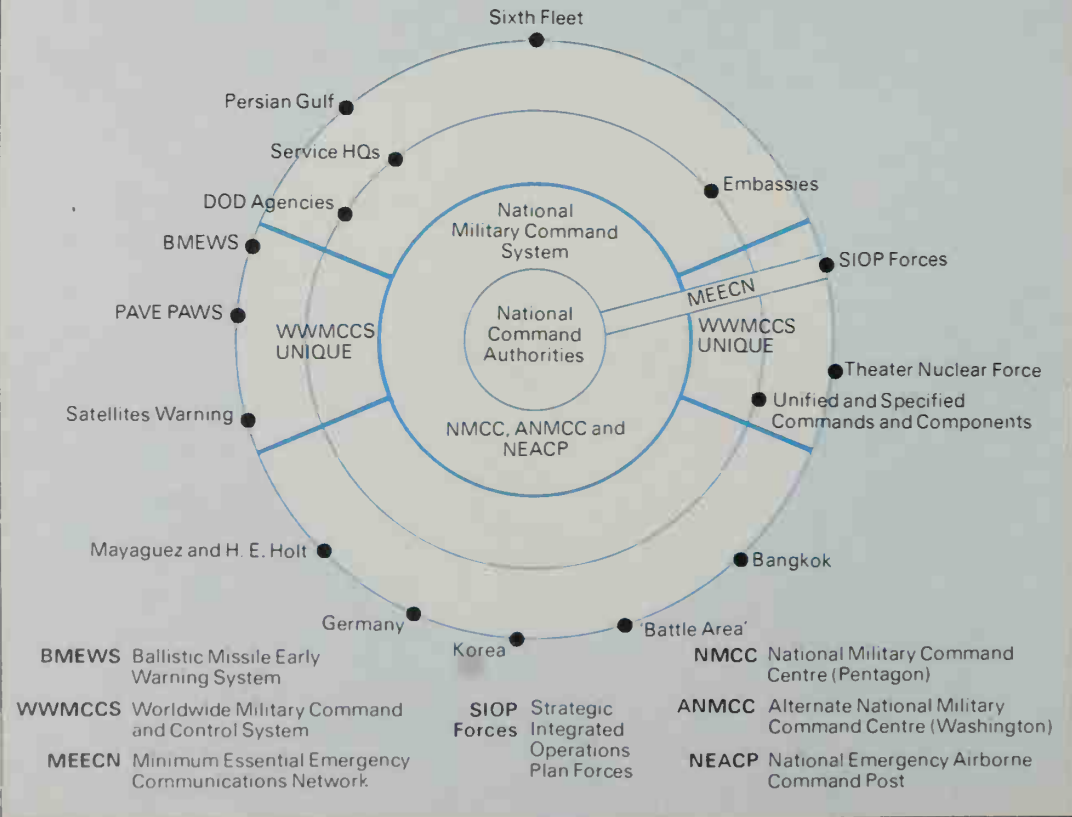 Sixth Fleet
Persian Gulf
Service HQs
Embassies
DOD Agencies
National
Military Command
System
BMEWS
SIOP Forces
MEECN
PAVE PAWS
National
Command
Authorities
WWMCCS
UNIQUE
WWMCCS
UNIQUE
Theater Nuclear Force
Unified and Specified
Commands and Components
Satellites Warning
NMCC, ANMCC and
NEACP
Mayaguez and H. E. Holt
Bangkok
Germany
'Battle Area'
Korea
BMEWS Ballistic Missile Early
Warning System
WWMCCS Worldwide Military Command
and Control System
MEECN Minimum Essential Emergency
Communications Network
SIOP Strategic
Forces Integrated
Operations
Plan Forces
NMCC National Military Command
Centre (Pentagon)
ANMCC Alternate National Military
Command Centre (Washington)
NEACP National Emergency Airborne
Command Post